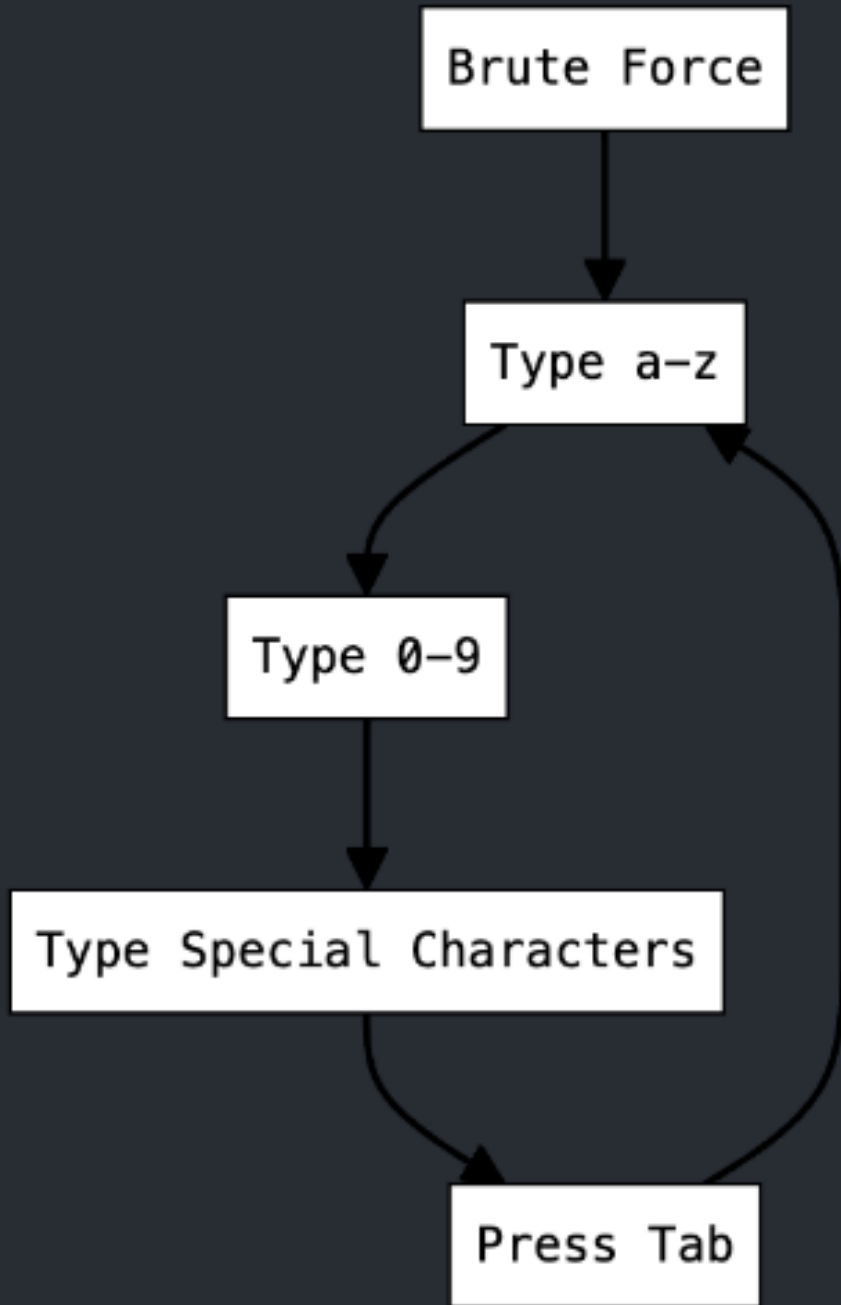 Brute Force
Type a-z
Type 0-9
Type Special Characters
Press Tab